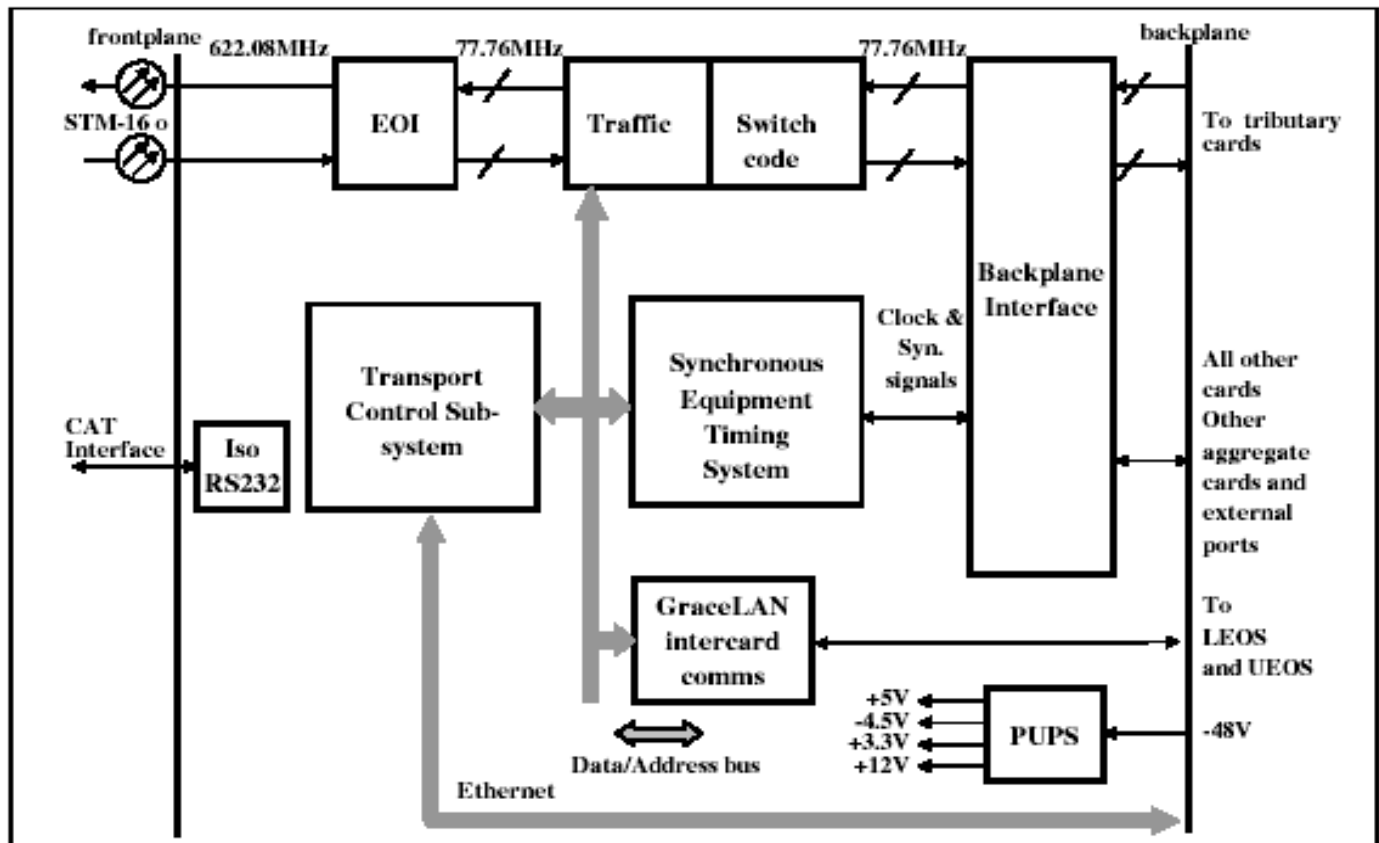 frontplane
backplane
622.08MHz
77.76MHz
77.76MHz
STM-16 o
EOI
Traffic
Switch
code
To tributary
cards
Backplane
Interface
Transport
Control Sub-
system
Synchronous
Equipment
Timing
System
Clock &
Syn.
signals
All other
cards
Other
aggregate
cards and
external
ports
CAT
Interface
Iso
RS232
GraceLAN
intercard
comms
To
LEOS
and UEOS
+5V
-4.5V
+3.3V
+12V
PUPS
-48V
Data/Address bus
Ethernet